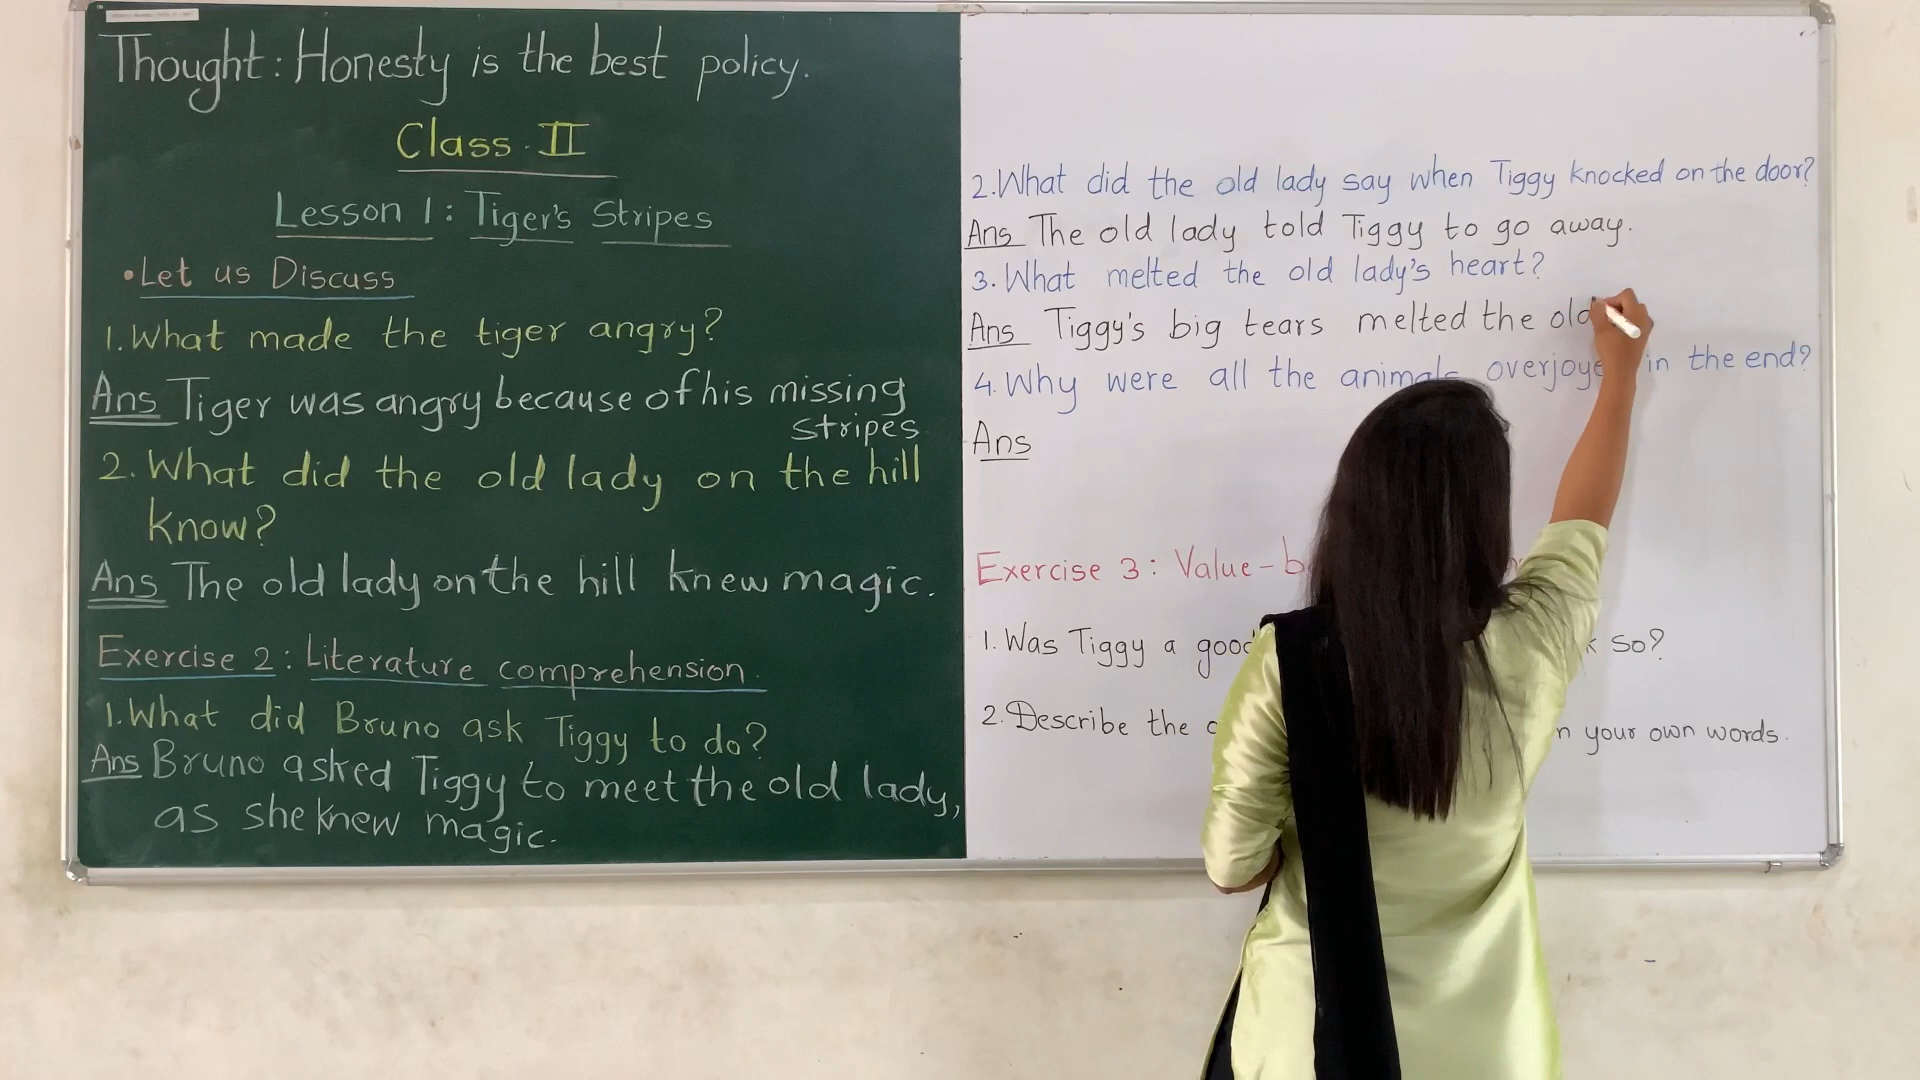 Thought: Honesty is the best policy.
Class II
Lesson 1: Tiger's Stripes
• Let us Discuss
1. What made the tiger angry?
Ans Tiger was angry because of his missing
stripes
2. What did the old lady on the hill
know?
Ans The old lady on the hill knew magic.
Exercise 2: Literature comprehension.
1. What did Bruno ask Tiggy to do?
Ans Bruno asked Tiggy to meet the old lady,
as she knew magic.
2. What did the old lady say when Tiggy knocked on the door?
Ans The old lady told Tiggy to go away.
3. What melted the old lady's heart?
Ans Tiggy's big tears melted the old
4. Why were all the animals overjoye in the end?
Ans
Exercise 3: Value-b
1. Was Tiggy a good so?
2. Describe the your own words.